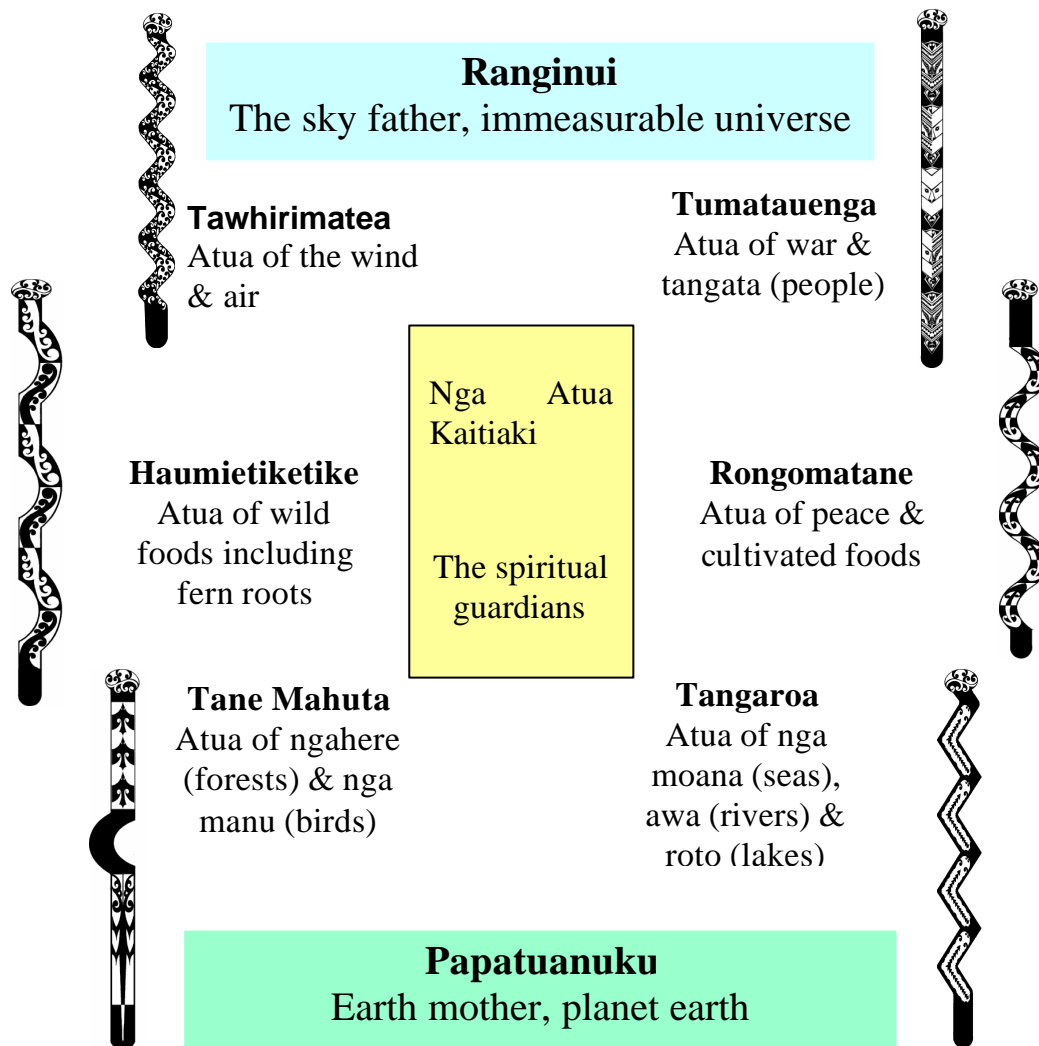 Ranginui
The sky father, immeasurable universe
Tawhirimatea
Atua of the wind
& air
Tumatauenga
Atua of war &
tangata (people)
Nga Atua
Kaitiaki
The spiritual
guardians
Haumietiketike
Atua of wild
foods including
fern roots
Rongomatane
Atua of peace &
cultivated foods
Tane Mahuta
Atua of ngahere
(forests) & nga
manu (birds)
Tangaroa
Atua of nga
moana (seas),
awa (rivers) &
roto (lakes)
Papatuanuku
Earth mother, planet earth